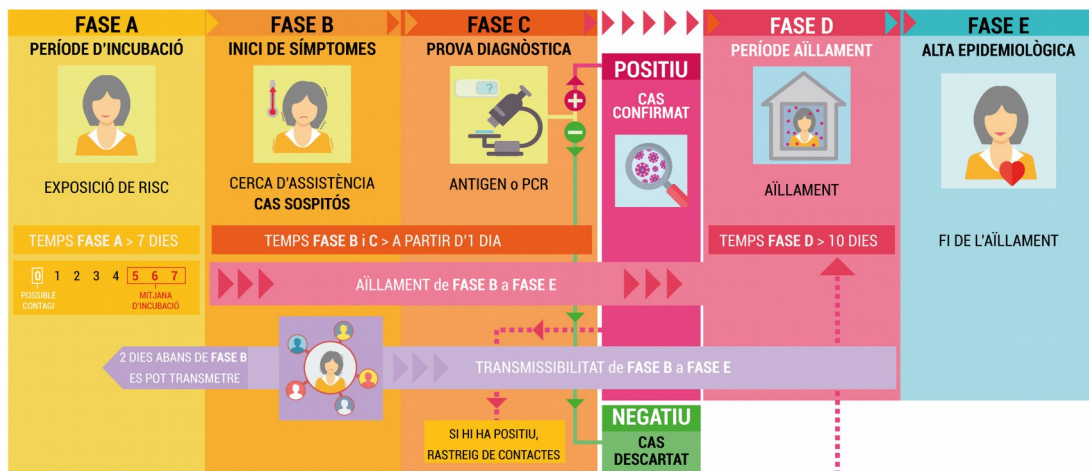 FASE A
PERÍODE D'INCUBACIÓ
EXPOSICIÓ DE RISC
TEMPS FASE A > 7 DIES
0 1 2 3 4 5 6 7
POSSIBLE
CONTAGI
MITJANA
D'INCUBACIÓ
FASE B
INICI DE SÍMPTOMES
CERCA D'ASSISTÈNCIA
CAS SOSPITÓS
FASE C
PROVA DIAGNÒSTICA
?
ANTIGEN o PCR
TEMPS FASE B i C > A PARTIR D'1 DIA
POSITIU
CAS
CONFIRMAT
FASE D
PERÍODE AÏLLAMENT
AÏLLAMENT
TEMPS FASE D > 10 DIES
FASE E
ALTA EPIDEMIOLÒGICA
FI DE L'AÏLLAMENT
AÏLLAMENT de FASE B a FASE E
2 DIES ABANS DE FASE B
ES POT TRANSMETRE
TRANSMISSIBILITAT de FASE B a FASE E
SI HI HA POSITIU,
RASTREIG DE CONTACTES
NEGATIU
CAS
DESCARTAT